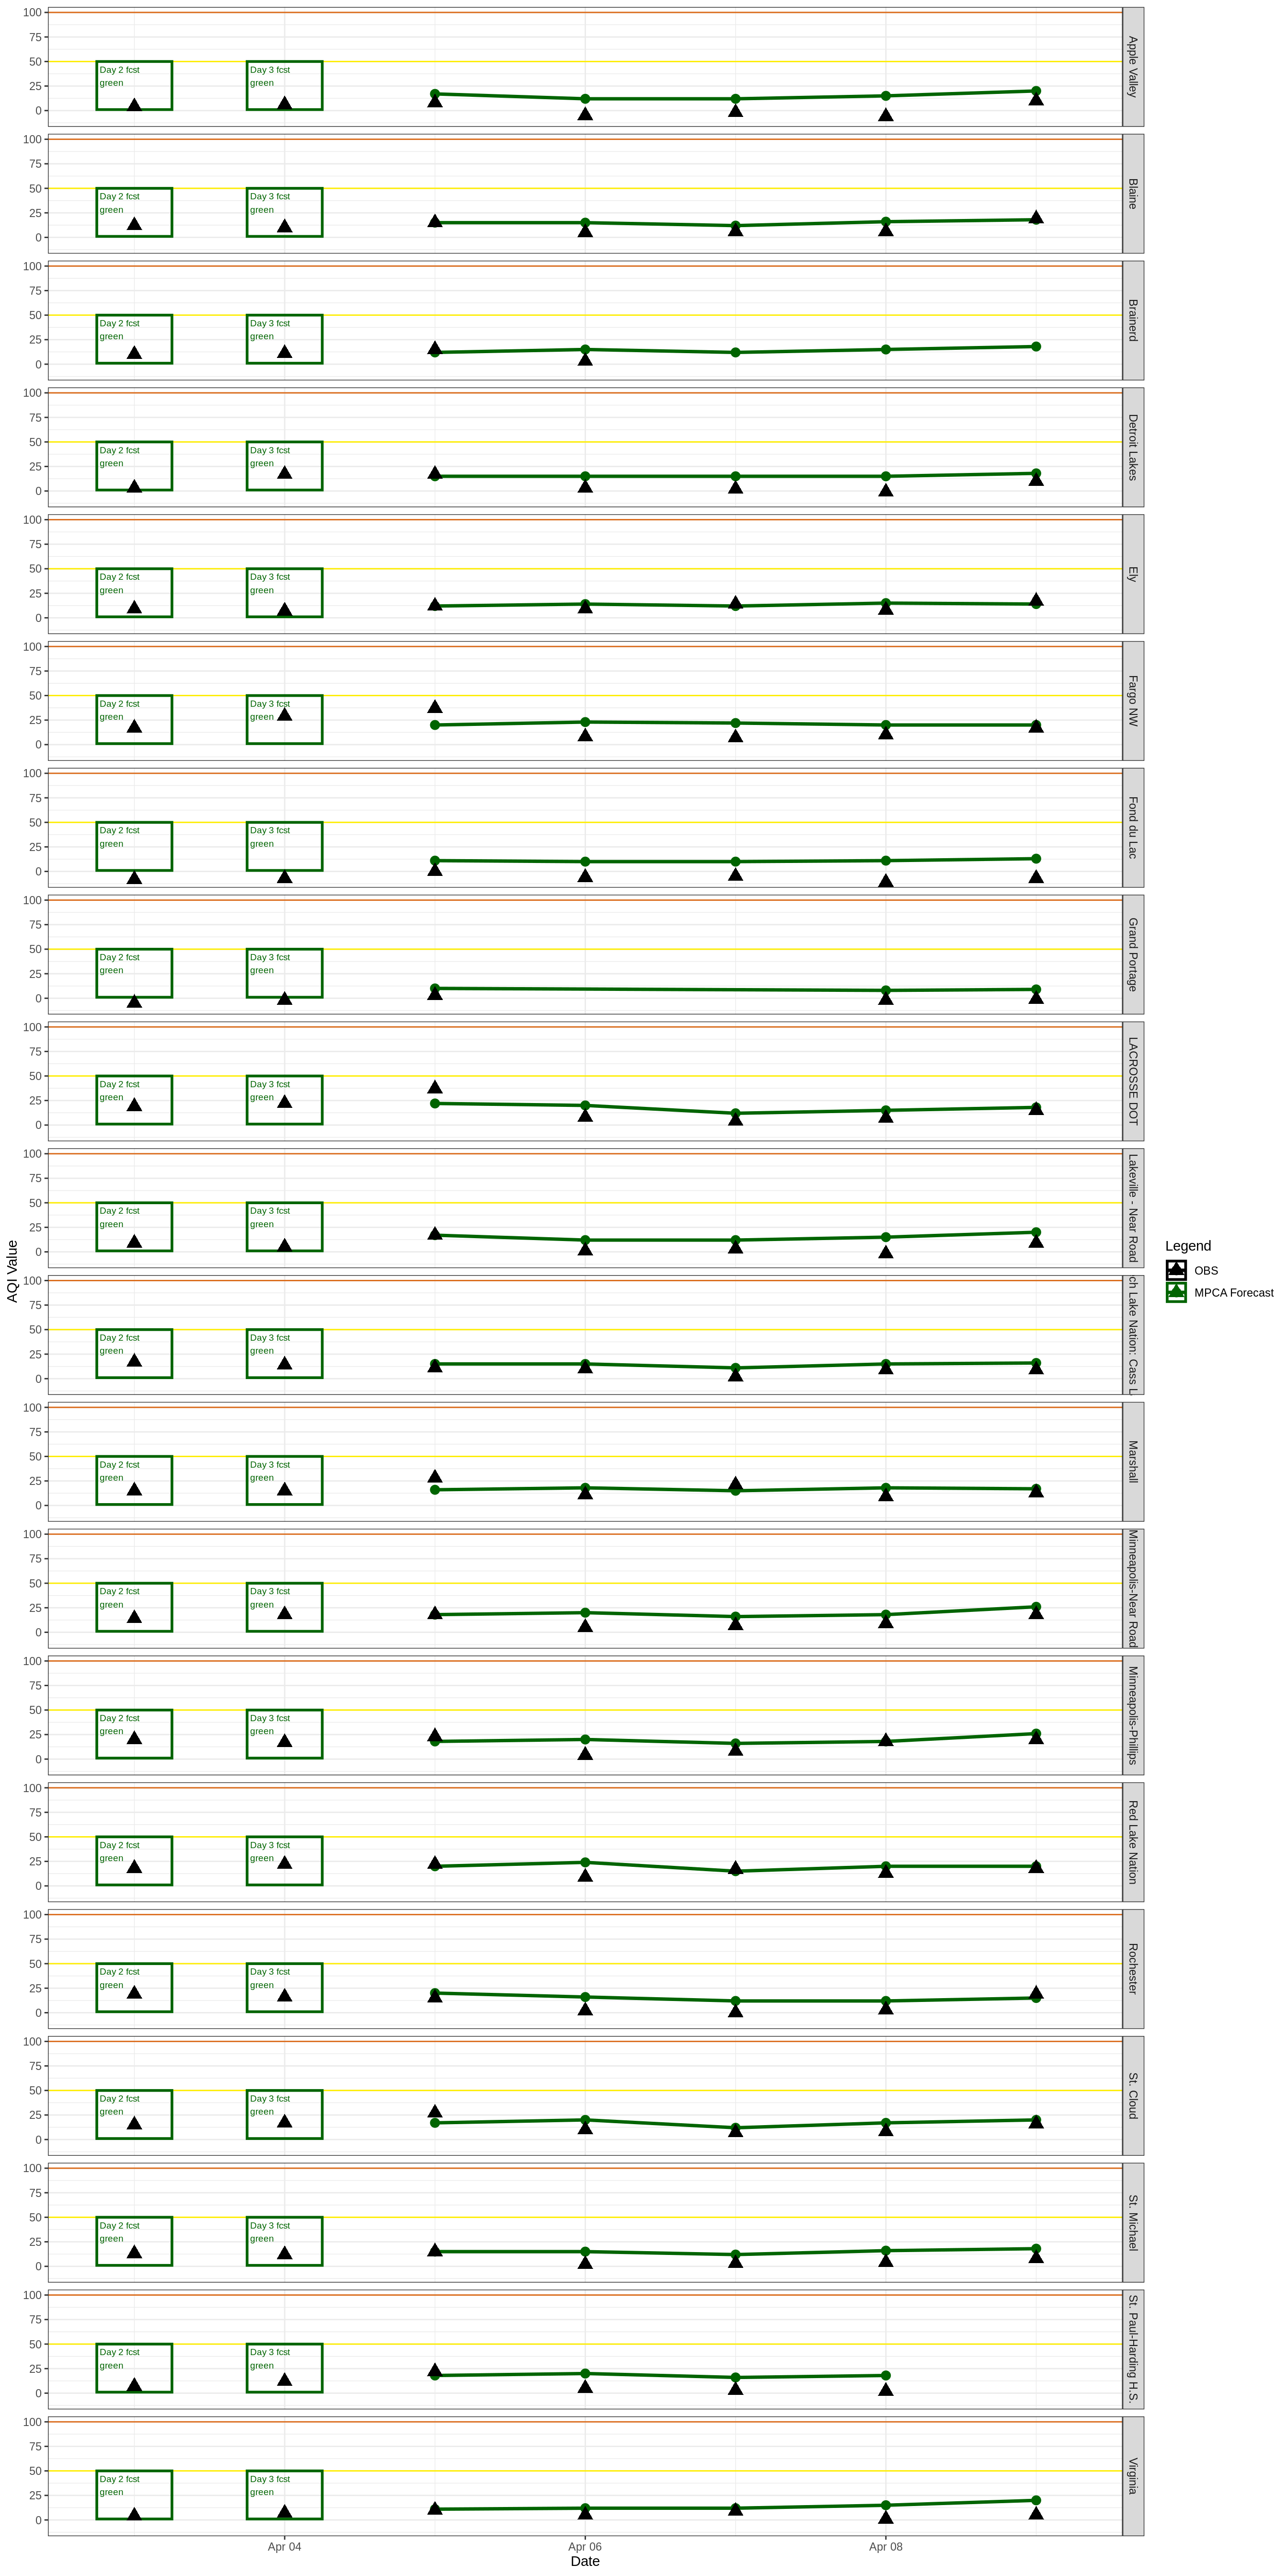 100
75
50
25
0
Day 2 fcst
green
Day 3 fcst
green
Apple Valley
100
75
50
25
0
Day 2 fcst
green
Day 3 fcst
green
Blaine
100
75
50
25
0
Day 2 fcst
green
Day 3 fcst
green
Brainerd
100
75
50
25
0
Day 2 fcst
green
Day 3 fcst
green
Detroit Lakes
100
75
50
25
0
Day 2 fcst
green
Day 3 fcst
green
Ely
100
75
50
25
0
Day 2 fcst
green
Day 3 fcst
green
Fargo NW
100
75
50
25
0
Day 2 fcst
green
Day 3 fcst
green
Fond du Lac
100
75
50
25
0
Day 2 fcst
green
Day 3 fcst
green
Grand Portage
100
75
50
25
0
Day 2 fcst
green
Day 3 fcst
green
LACROSSE DOT
100
75
50
25
0
Day 2 fcst
green
Day 3 fcst
green
Lakeville - Near Road
AQI Value
Legend
OBS
MPCA Forecast
100
75
50
25
0
Day 2 fcst
green
Day 3 fcst
green
ch Lake Nation: Cass L
100
75
50
25
0
Day 2 fcst
green
Day 3 fcst
green
Marshall
100
75
50
25
0
Day 2 fcst
green
Day 3 fcst
green
Minneapolis-Near Road
100
75
50
25
0
Day 2 fcst
green
Day 3 fcst
green
Minneapolis-Phillips
100
75
50
25
0
Day 2 fcst
green
Day 3 fcst
green
Red Lake Nation
100
75
50
25
0
Day 2 fcst
green
Day 3 fcst
green
Rochester
100
75
50
25
0
Day 2 fcst
green
Day 3 fcst
green
St. Cloud
100
75
50
25
0
Day 2 fcst
green
Day 3 fcst
green
St. Michael
100
75
50
25
0
Day 2 fcst
green
Day 3 fcst
green
St. Paul-Harding H.S.
100
75
50
25
0
Day 2 fcst
green
Day 3 fcst
green
Virginia
Apr 04
Apr 06
Apr 08
Date